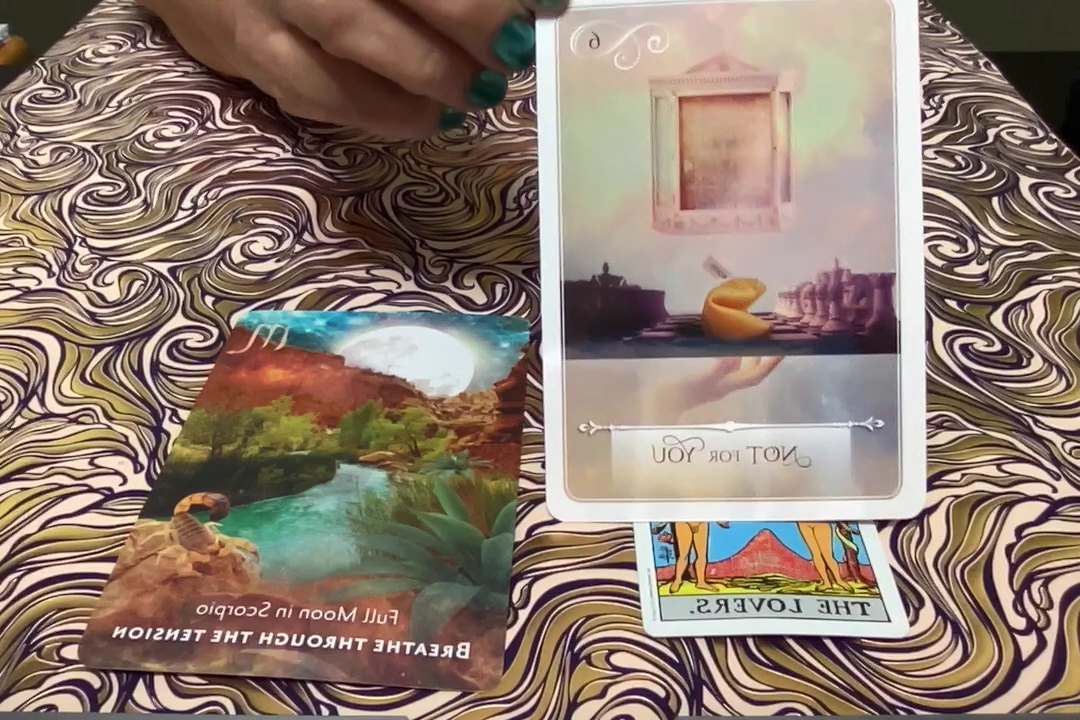 6
NOT FOR YOU
Full Moon in Scorpio
BREATHE THROUGH THE TENSION
THE LOVERS.